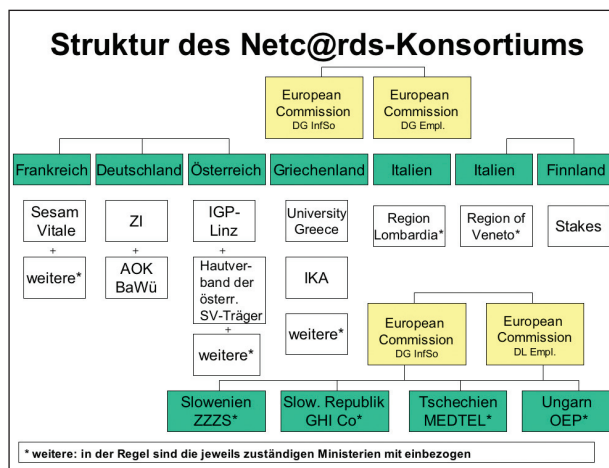 Struktur des Netc@rds-Konsortiums
European
Commission
DG InfSo
European
Commission
DG Empl.
Frankreich
Deutschland
Österreich
Griechenland
Italien
Italien
Finnland
Sesam
Vitale
+
weitere*
ZI
+
AOK
BaWü
IGP-
Linz
+
Hautver-
band der
österr.
SV-Träger
+
weitere*
University
Greece
IKA
weitere*
Region
Lombardia*
Region of
Veneto*
Stakes
European
Commission
DG InfSo
European
Commission
DL Empl.
Slowenien
ZZZS*
Slow. Republik
GHI Co*
Tschechien
MEDTEL*
Ungarn
OEP*
* weitere: in der Regel sind die jeweils zuständigen Ministerien mit einbezogen